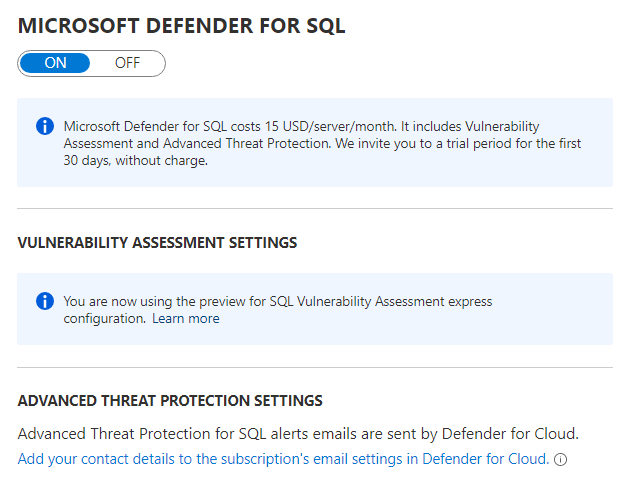 MICROSOFT DEFENDER FOR SQL
ON OFF
Microsoft Defender for SQL costs 15 USD/server/month. It includes Vulnerability
Assessment and Advanced Threat Protection. We invite you to a trial period for the first
30 days, without charge.
VULNERABILITY ASSESSMENT SETTINGS
You are now using the preview for SQL Vulnerability Assessment express
configuration. Learn more
ADVANCED THREAT PROTECTION SETTINGS
Advanced Threat Protection for SQL alerts emails are sent by Defender for Cloud.
Add your contact details to the subscription's email settings in Defender for Cloud.